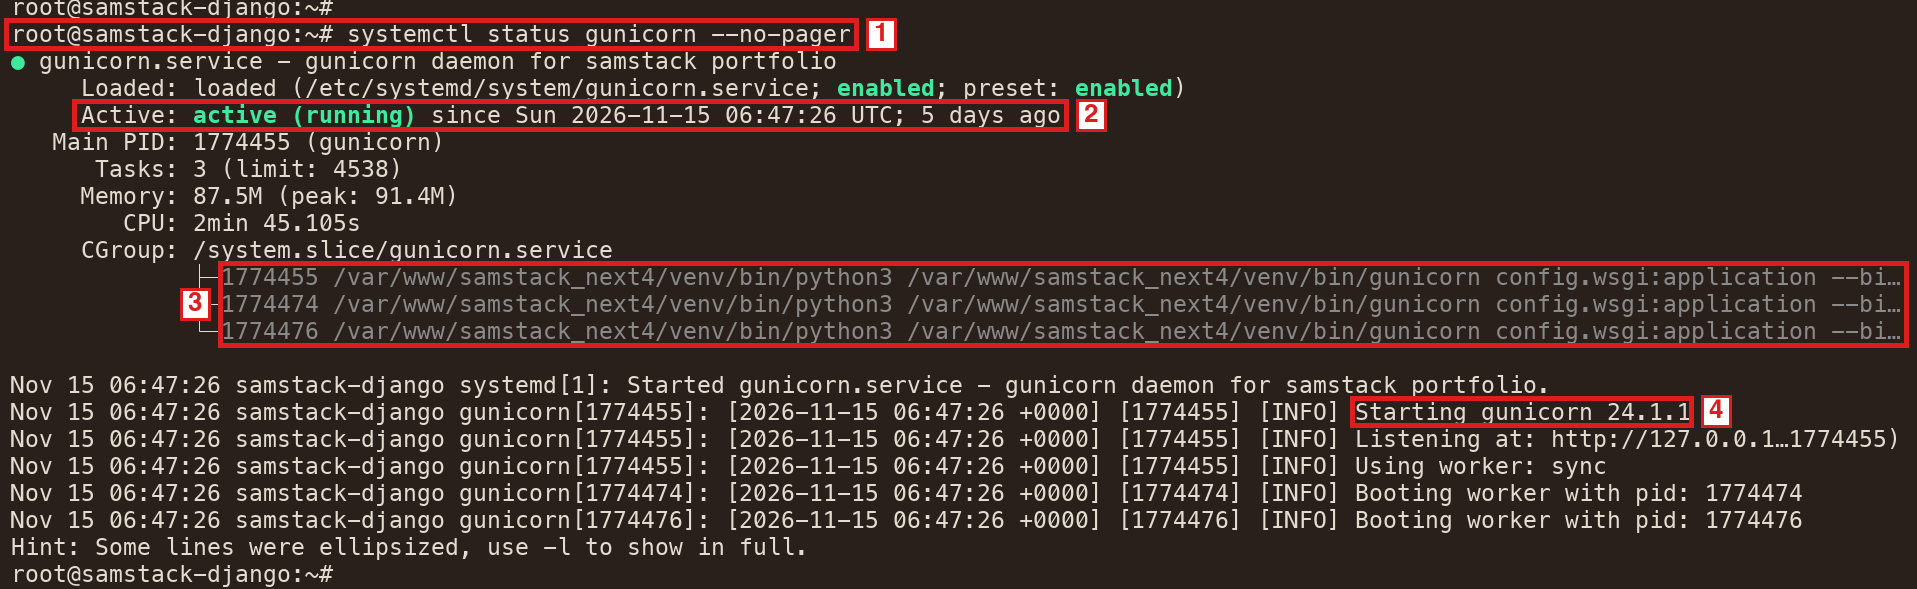 root@samstack-django:~#
root@samstack-django:~# systemctl status gunicorn --no-pager 1
● gunicorn.service - gunicorn daemon for samstack portfolio
Loaded: loaded (/etc/systemd/system/gunicorn.service; enabled; preset: enabled)
Active: active (running) since Sun 2026-11-15 06:47:26 UTC; 5 days ago 2
Main PID: 1774455 (gunicorn)
Tasks: 3 (limit: 4538)
Memory: 87.5M (peak: 91.4M)
CPU: 2min 45.105s
CGroup: /system.slice/gunicorn.service
├─1774455 /var/www/samstack_next4/venv/bin/python3 /var/www/samstack_next4/venv/bin/gunicorn config.wsgi:application --bi…
3 ├─1774474 /var/www/samstack_next4/venv/bin/python3 /var/www/samstack_next4/venv/bin/gunicorn config.wsgi:application --bi…
└─1774476 /var/www/samstack_next4/venv/bin/python3 /var/www/samstack_next4/venv/bin/gunicorn config.wsgi:application --bi…
Nov 15 06:47:26 samstack-django systemd[1]: Started gunicorn.service - gunicorn daemon for samstack portfolio.
Nov 15 06:47:26 samstack-django gunicorn[1774455]: [2026-11-15 06:47:26 +0000] [1774455] [INFO] Starting gunicorn 24.1.1 4
Nov 15 06:47:26 samstack-django gunicorn[1774455]: [2026-11-15 06:47:26 +0000] [1774455] [INFO] Listening at: http://127.0.0.1…1774455)
Nov 15 06:47:26 samstack-django gunicorn[1774455]: [2026-11-15 06:47:26 +0000] [1774455] [INFO] Using worker: sync
Nov 15 06:47:26 samstack-django gunicorn[1774474]: [2026-11-15 06:47:26 +0000] [1774474] [INFO] Booting worker with pid: 1774474
Nov 15 06:47:26 samstack-django gunicorn[1774476]: [2026-11-15 06:47:26 +0000] [1774476] [INFO] Booting worker with pid: 1774476
Hint: Some lines were ellipsized, use -l to show in full.
root@samstack-django:~#